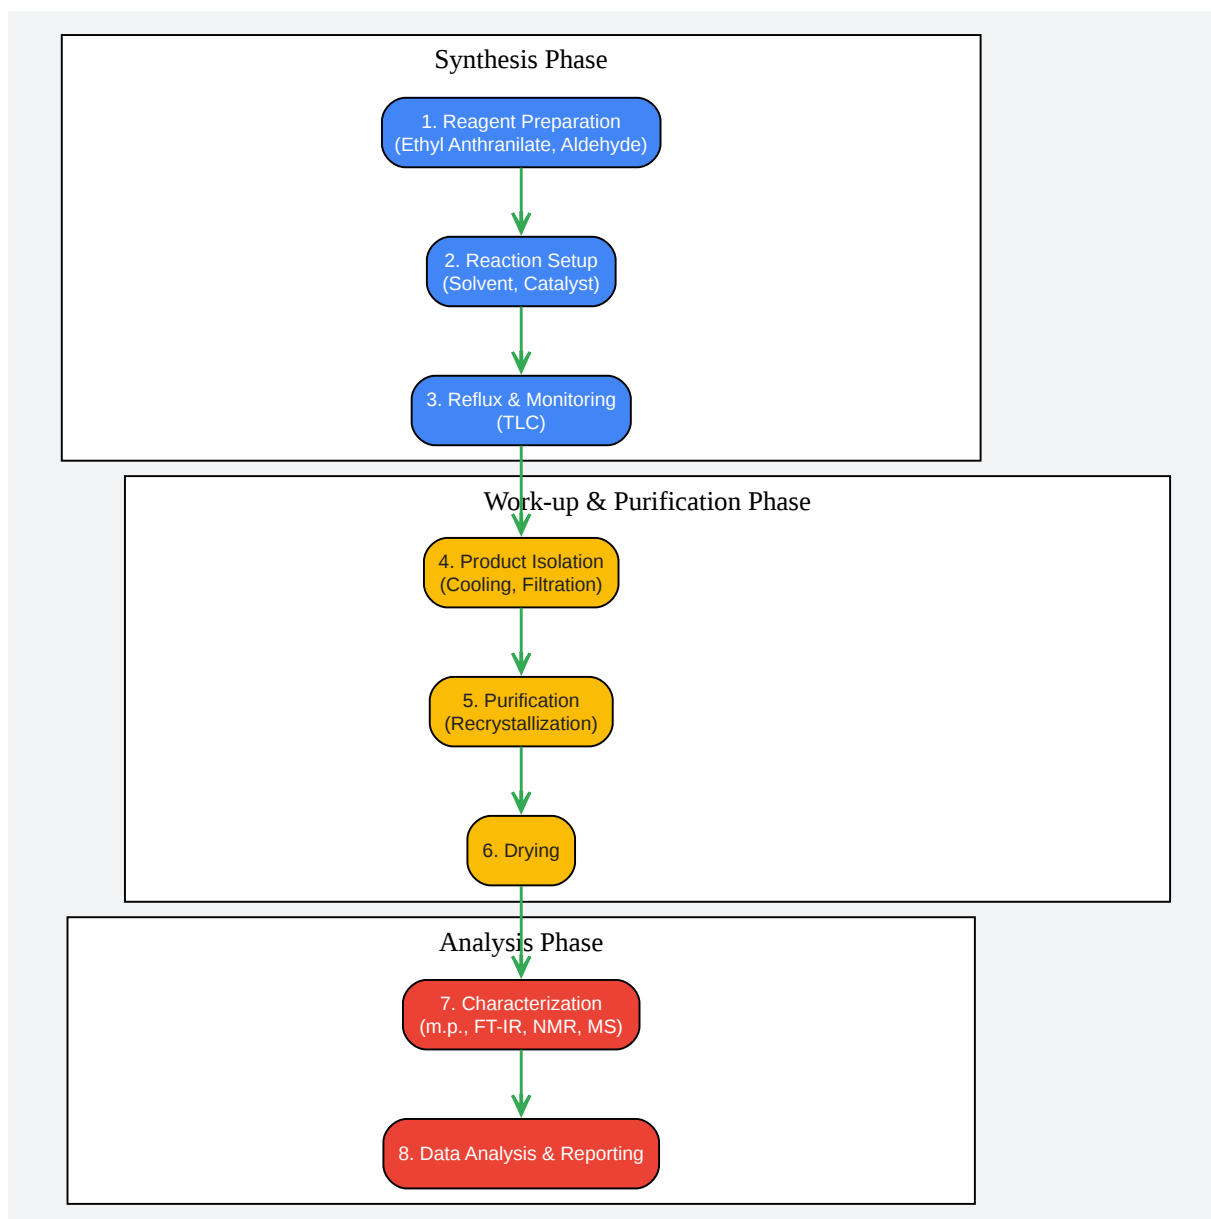 Synthesis Phase
1. Reagent Preparation
(Ethyl Anthranilate, Aldehyde)
2. Reaction Setup
(Solvent, Catalyst)
3. Reflux & Monitoring
(TLC)
Work-up & Purification Phase
4. Product Isolation
(Cooling, Filtration)
5. Purification
(Recrystallization)
6. Drying
Analysis Phase
7. Characterization
(m.p., FT-IR, NMR, MS)
8. Data Analysis & Reporting